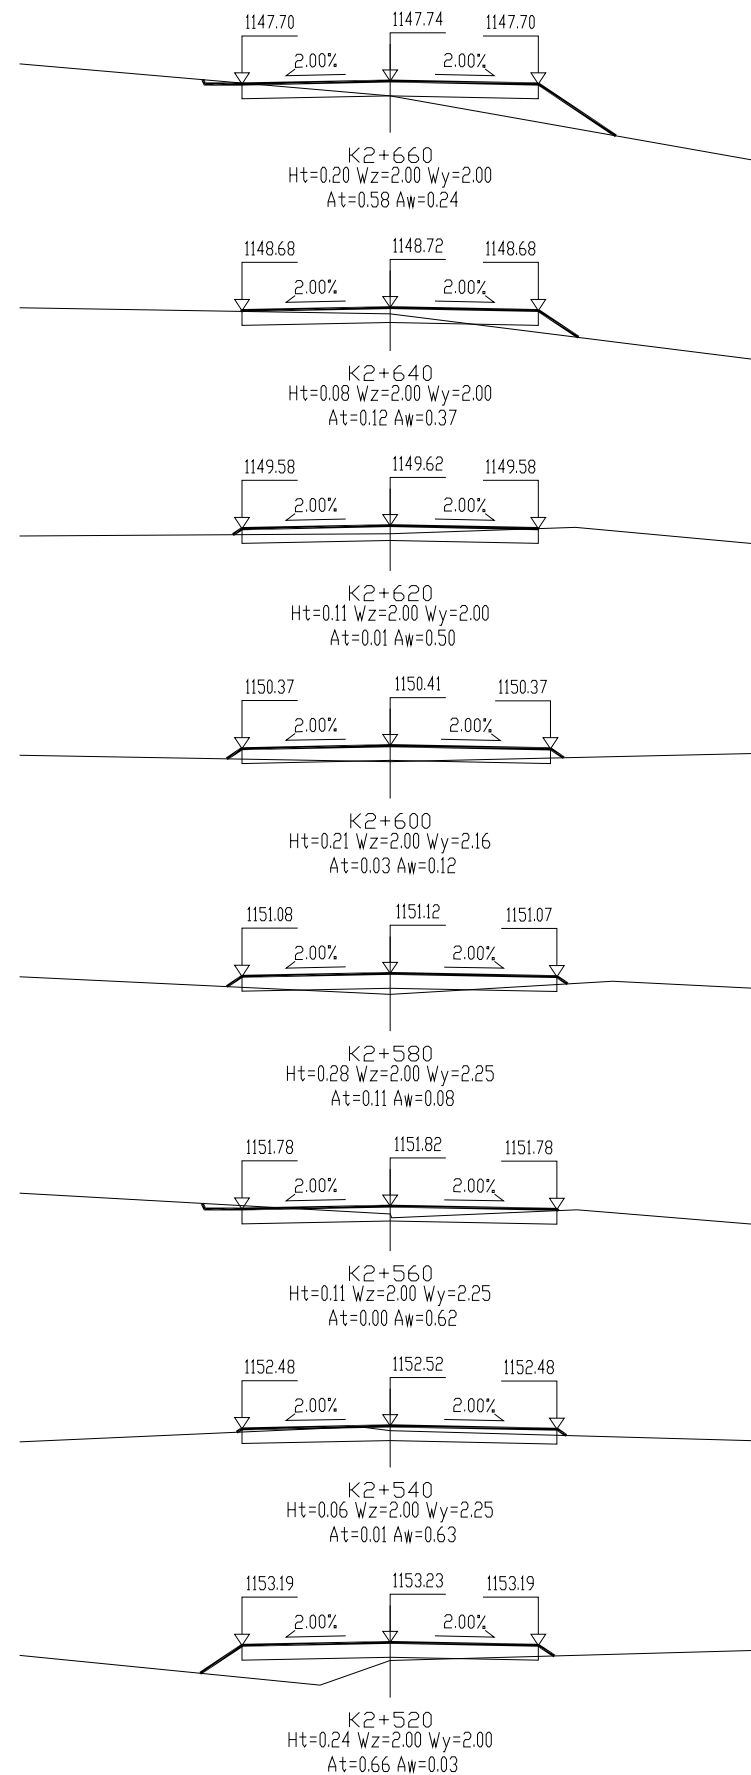 1147.70 1147.74 1147.70
2.00% 2.00%
K2+660
Ht=0.20 Wz=2.00 Wy=2.00
At=0.58 Aw=0.24
1148.68 1148.72 1148.68
2.00% 2.00%
K2+640
Ht=0.08 Wz=2.00 Wy=2.00
At=0.12 Aw=0.37
1149.58 1149.62 1149.58
2.00% 2.00%
K2+620
Ht=0.11 Wz=2.00 Wy=2.00
At=0.01 Aw=0.50
1150.37 1150.41 1150.37
2.00% 2.00%
K2+600
Ht=0.21 Wz=2.00 Wy=2.16
At=0.03 Aw=0.12
1151.08 1151.12 1151.07
2.00% 2.00%
K2+580
Ht=0.28 Wz=2.00 Wy=2.25
At=0.11 Aw=0.08
1151.78 1151.82 1151.78
2.00% 2.00%
K2+560
Ht=0.11 Wz=2.00 Wy=2.25
At=0.00 Aw=0.62
1152.48 1152.52 1152.48
2.00% 2.00%
K2+540
Ht=0.06 Wz=2.00 Wy=2.25
At=0.01 Aw=0.63
1153.19 1153.23 1153.19
2.00% 2.00%
K2+520
Ht=0.24 Wz=2.00 Wy=2.00
At=0.66 Aw=0.03